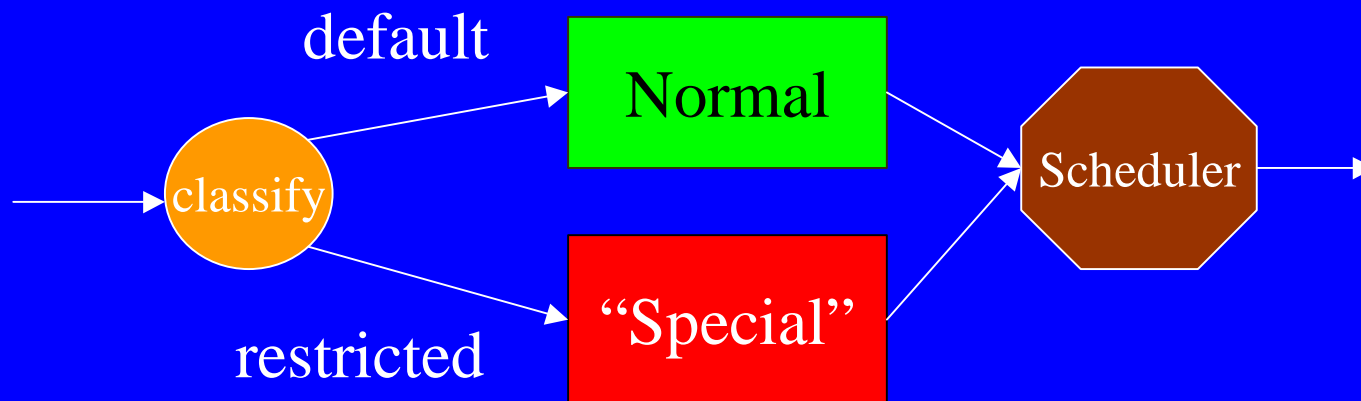 default
Normal
classify
Scheduler
“Special”
restricted